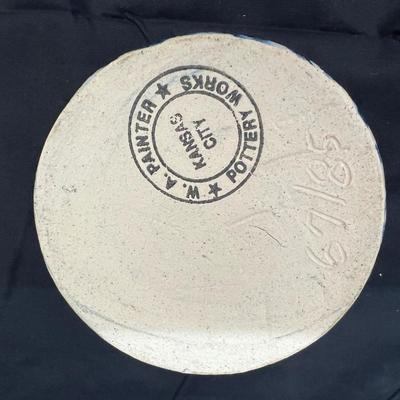 W. A. PAINTER ★ POTTERY WORKS ★
KANSAS
CITY
67/85